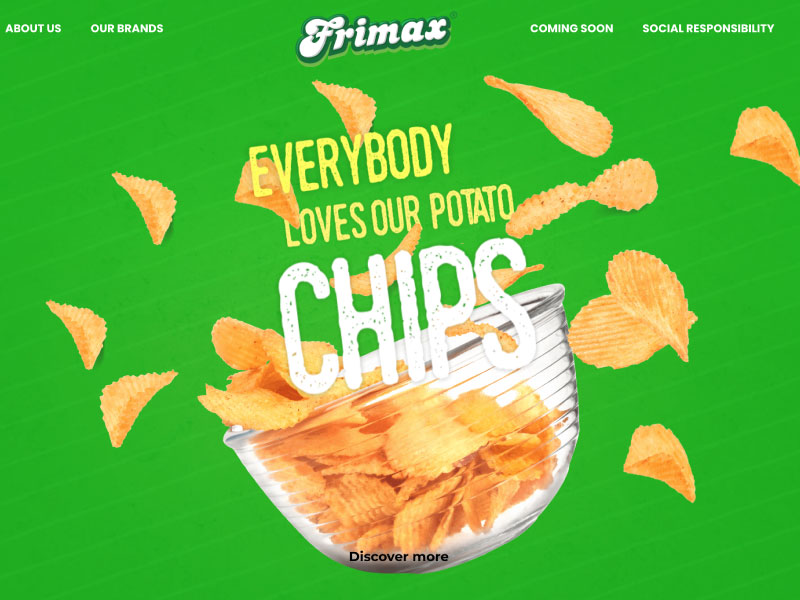 ABOUT US
OUR BRANDS
Frimax
COMING SOON
SOCIAL RESPONSIBILITY
EVERYBODY
LOVES OUR POTATO
CHIPS
Discover more